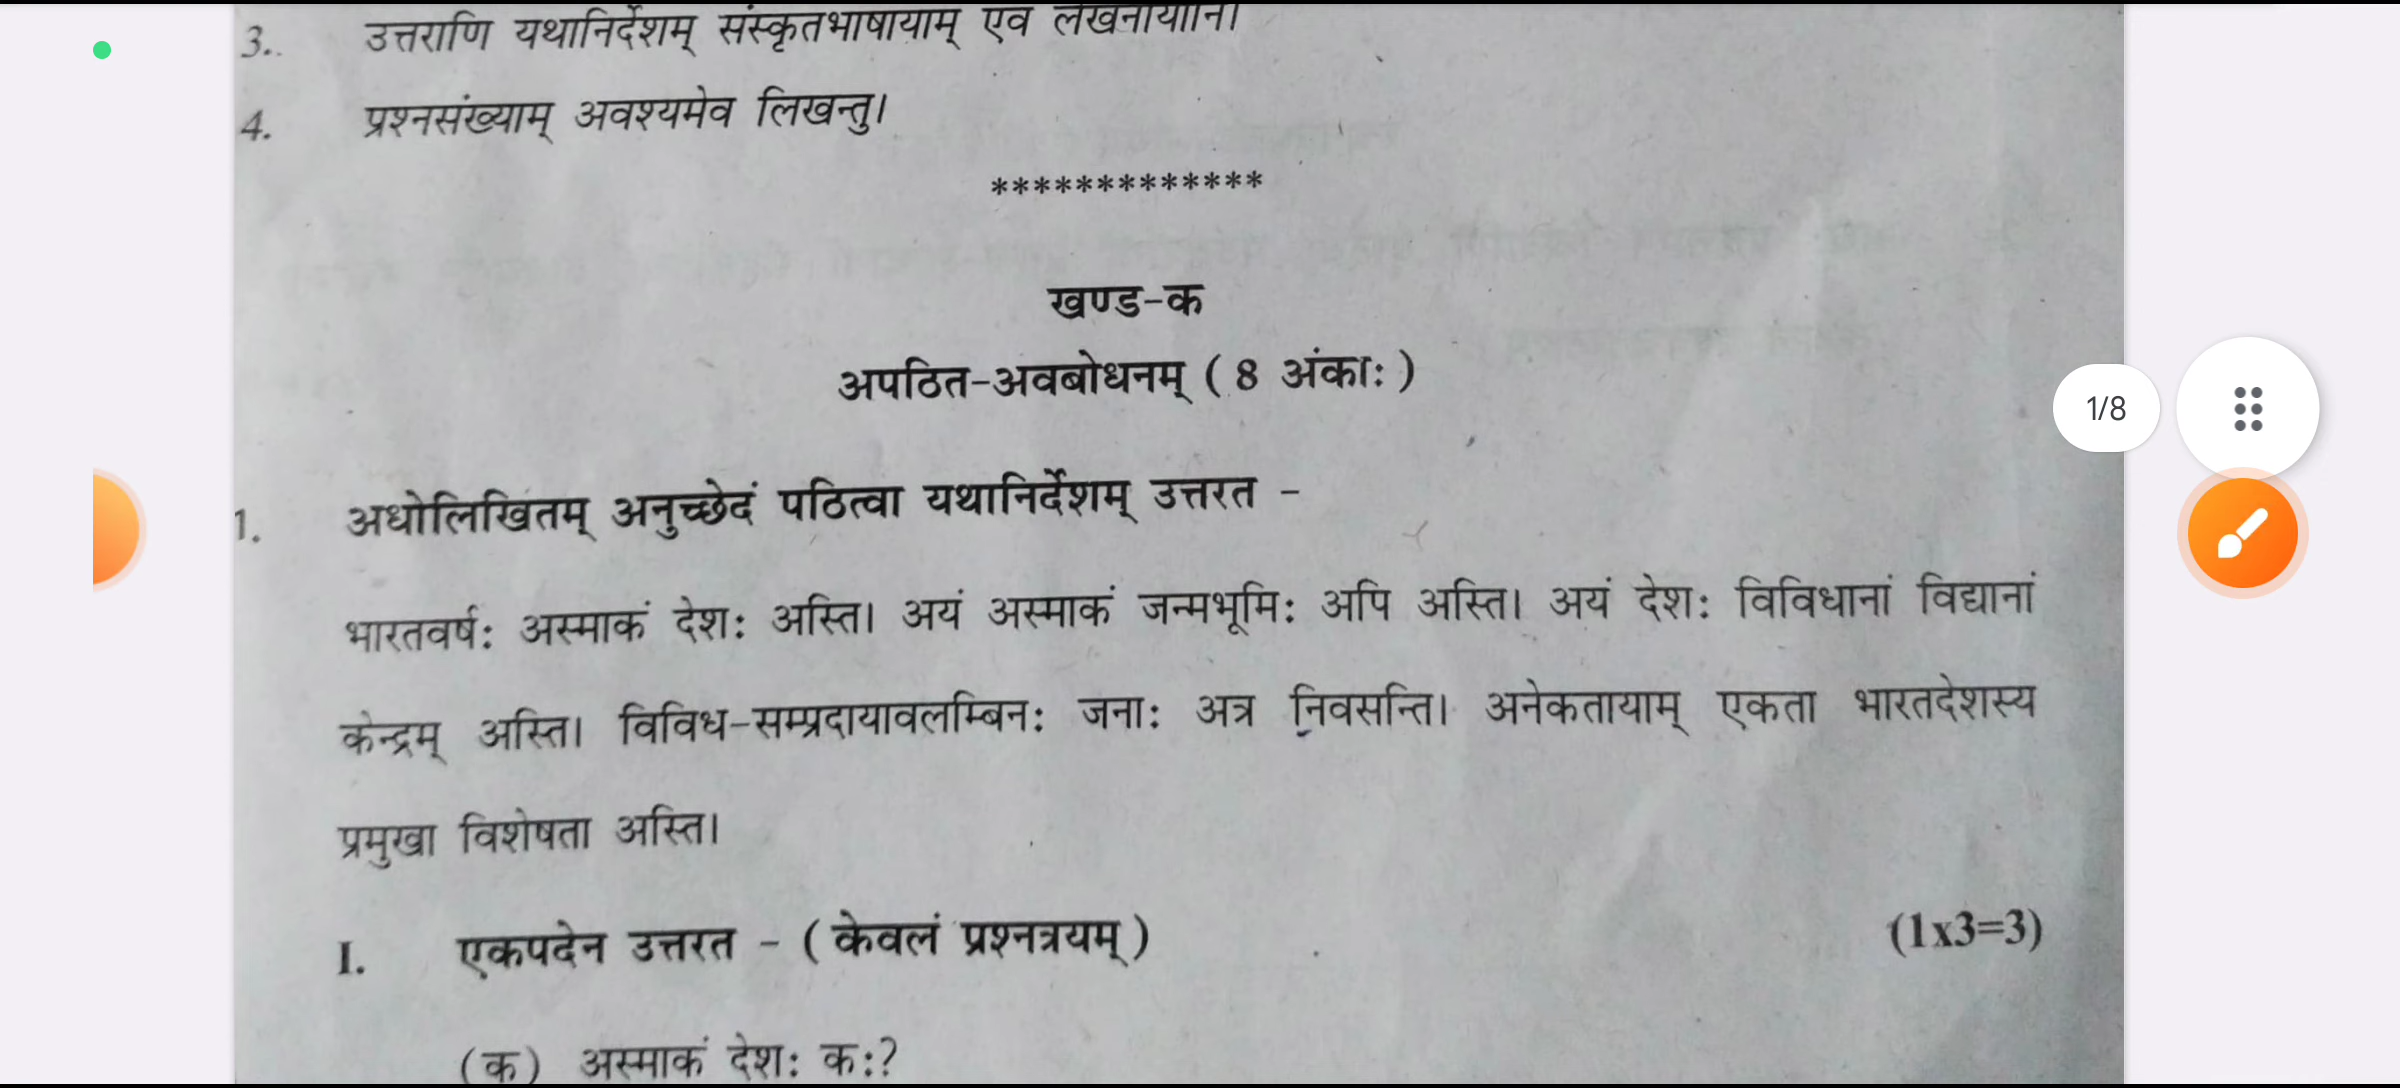 3.. उत्तराणि यथानिर्देशम् संस्कृतभाषायाम् एव लेखनीयानि।
4. प्रश्नसंख्याम् अवश्यमेव लिखन्तु।
*************
खण्ड-क
अपठित-अवबोधनम् ( 8 अंकाः )
1/8
1. अधोलिखितम् अनुच्छेदं पठित्वा यथानिर्देशम् उत्तरत -
भारतवर्षः अस्माकं देशः अस्ति। अयं अस्माकं जन्मभूमिः अपि अस्ति। अयं देशः विविधानां विद्यानां
केन्द्रम् अस्ति। विविध-सम्प्रदायावलम्बिनः जनाः अत्र निवसन्ति। अनेकतायाम् एकता भारतदेशस्य
प्रमुखा विशेषता अस्ति।
I. एकपदेन उत्तरत - ( केवलं प्रश्नत्रयम् ) (1x3=3)
(क) अस्माकं देशः कः?